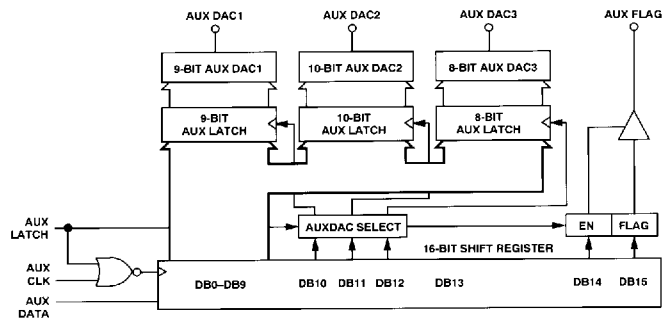 AUX DAC1
AUX DAC2
AUX DAC3
AUX FLAG
9-BIT AUX DAC1
10-BIT AUX DAC2
8-BIT AUX DAC3
9-BIT
AUX LATCH
10-BIT
AUX LATCH
8-BIT
AUX LATCH
AUX
LATCH
AUXDAC SELECT
EN
FLAG
16-BIT SHIFT REGISTER
AUX
CLK
AUX
DATA
DB0–DB9
DB10
DB11
DB12
DB13
DB14
DB15